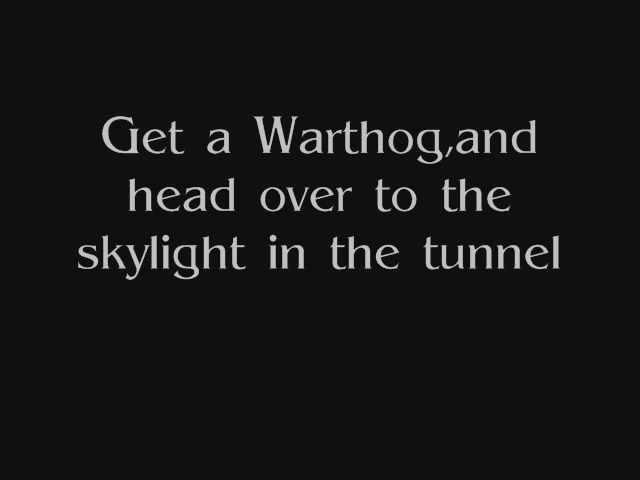 Get a Warthog,and
head over to the
skylight in the tunnel